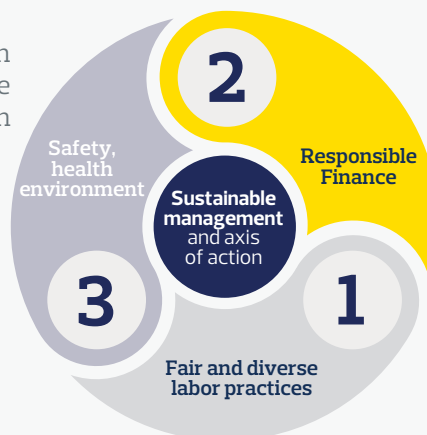 2
Responsible
Finance
Safety,
health
environment
Sustainable
management
and axis
of action
3
1
Fair and diverse
labor practices